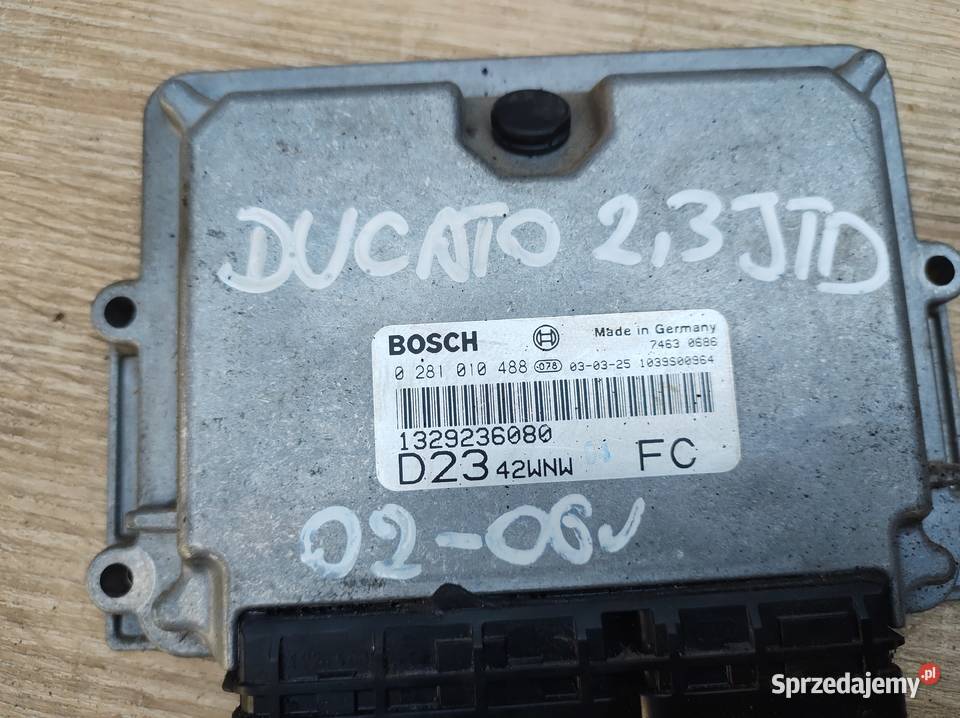 DUCATO 2,3 JTD
BOSCH Made in Germany
7463 0686
0 281 010 488 078 03-03-25 1039S00964
1329236080
D23 42WNW FC
02-06r
Sprzedajemy.pl